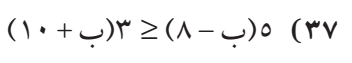 ٣٧) ٥(ب – ٨) ≤ ٣(ب + ١٠)